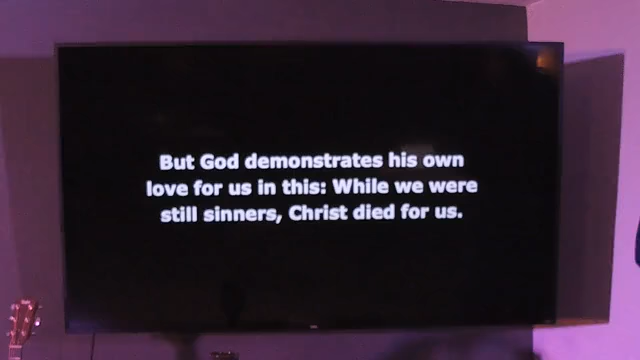 But God demonstrates his own
love for us in this: While we were
still sinners, Christ died for us.